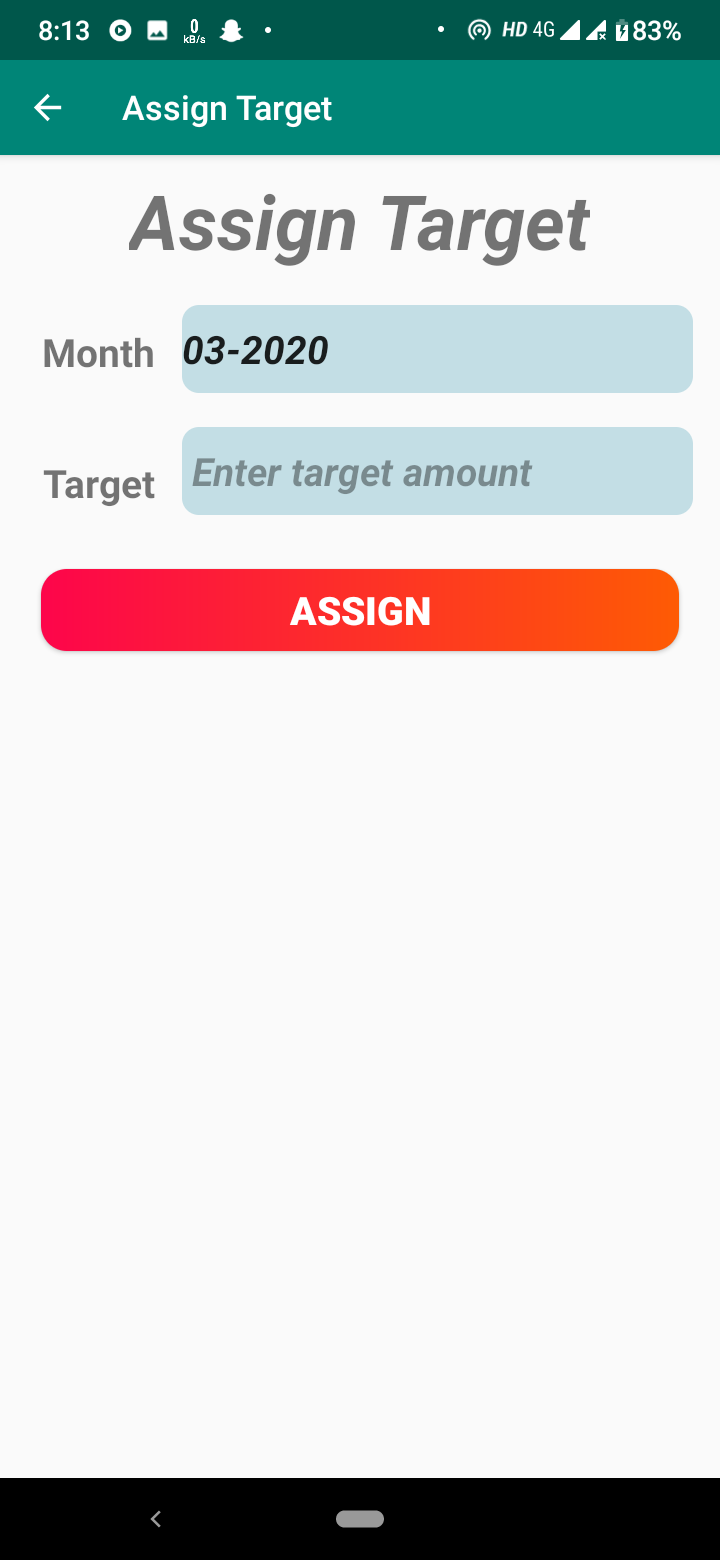 8:13 0 kB/s HD 4G 83%
Assign Target
Assign Target
Month 03-2020
Target Enter target amount
ASSIGN